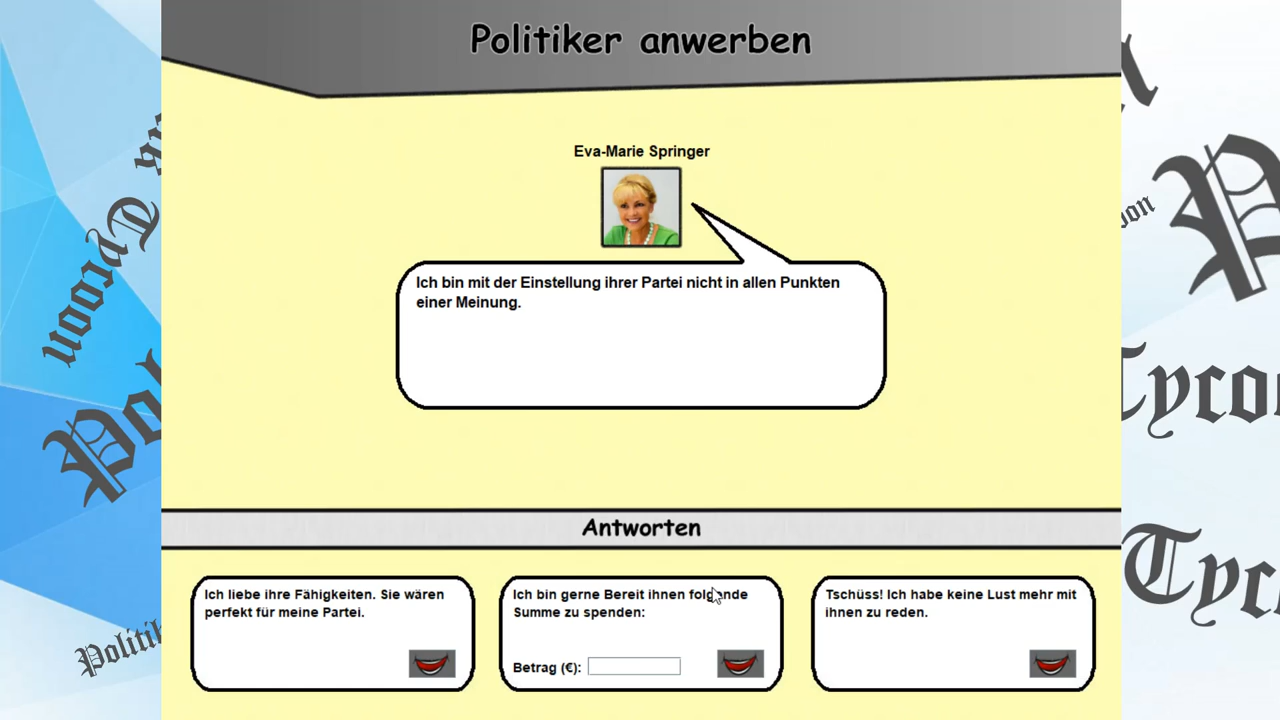 Politiker anwerben
Eva-Marie Springer
Ich bin mit der Einstellung ihrer Partei nicht in allen Punkten
einer Meinung.
Antworten
Ich liebe ihre Fähigkeiten. Sie wären
perfekt für meine Partei.
Ich bin gerne Bereit ihnen folgende
Summe zu spenden:
Betrag (€):
Tschüss! Ich habe keine Lust mehr mit
ihnen zu reden.